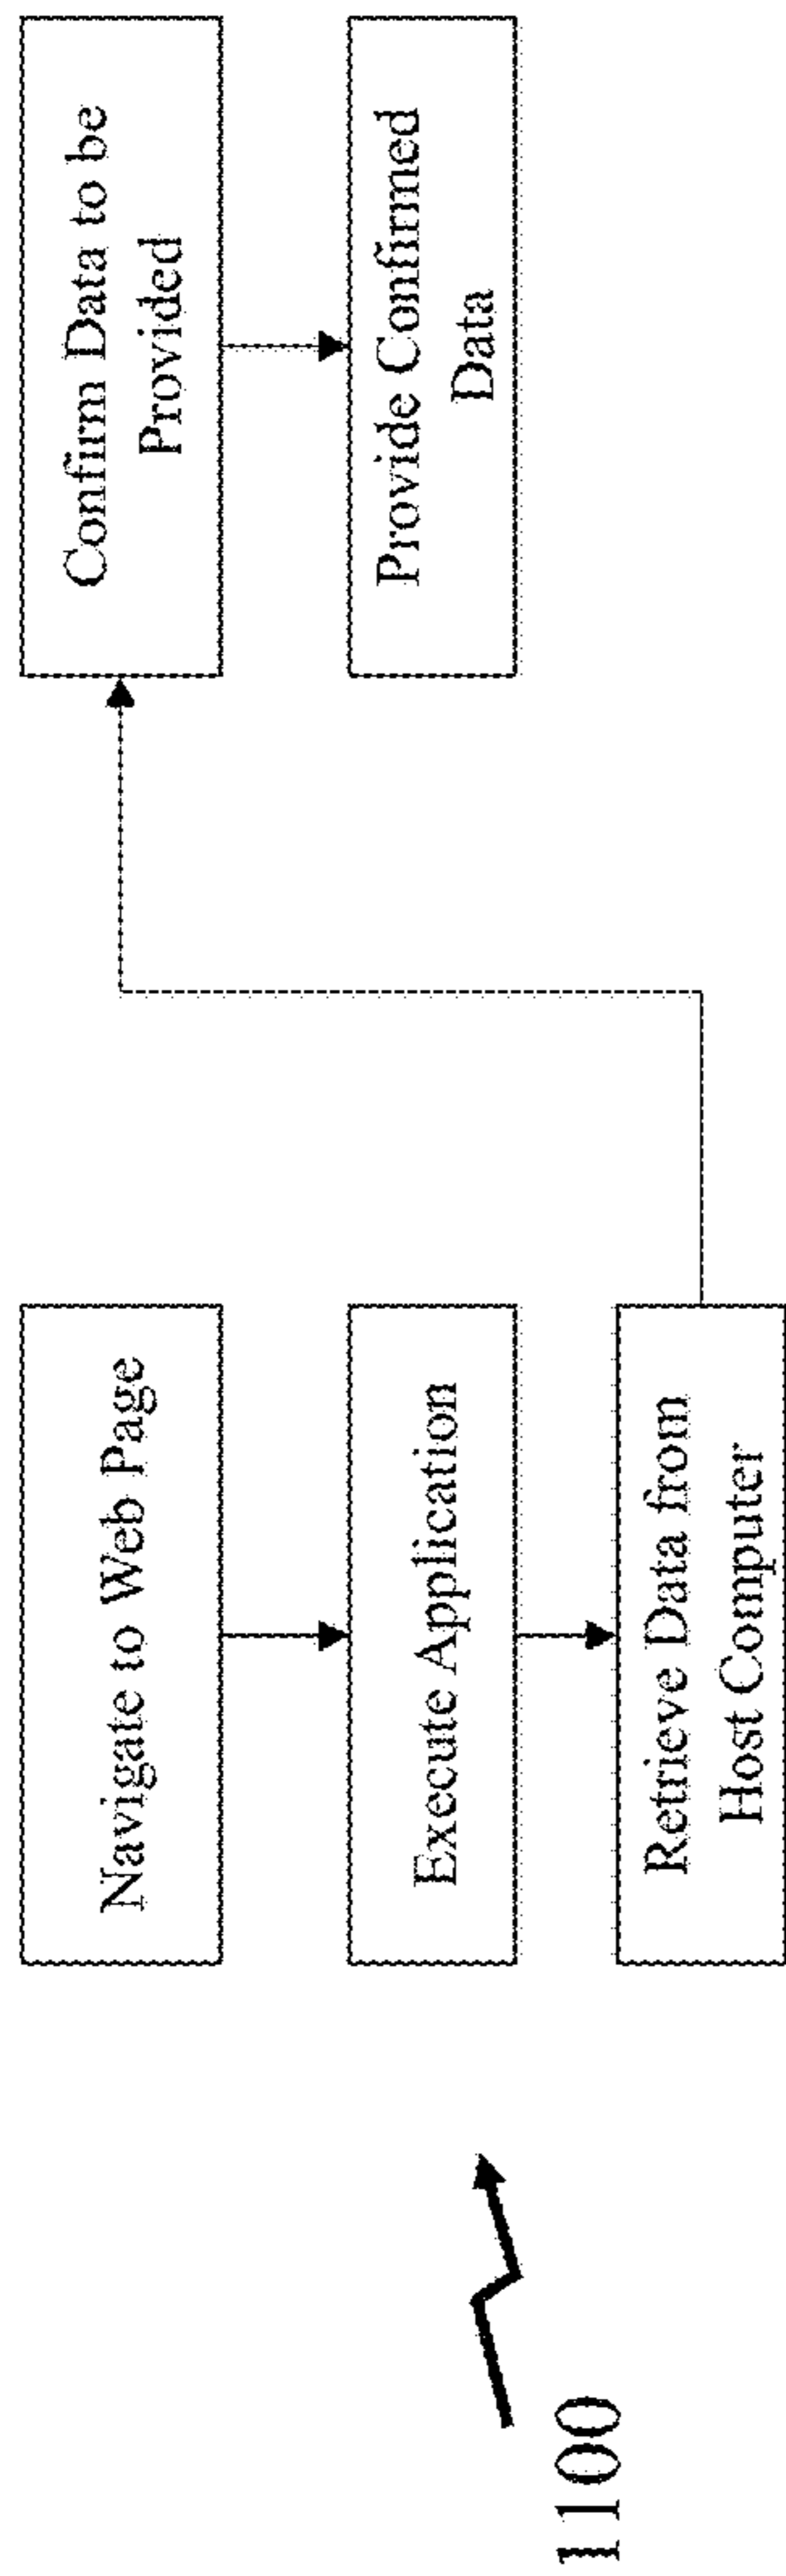 Navigate to Web Page
Execute Application
Retrieve Data from
Host Computer
Confirm Data to be
Provided
Provide Confirmed
Data
1100